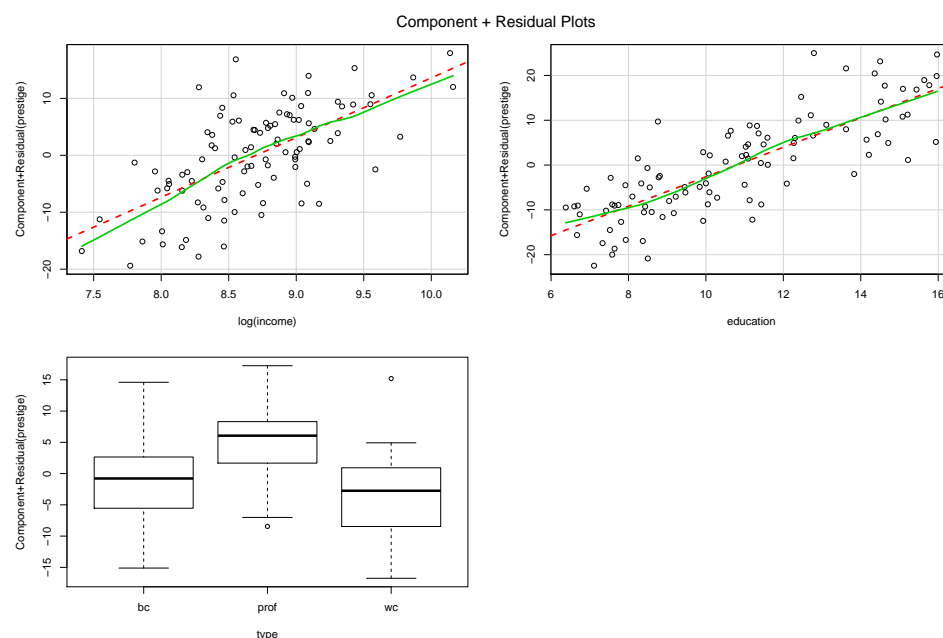 Component + Residual Plots
Component+Residual(prestige)
10
0
−10
−20
7.5 8.0 8.5 9.0 9.5 10.0
log(income)
Component+Residual(prestige)
20
10
0
−10
−20
6 8 10 12 14 16
education
Component+Residual(prestige)
15
10
5
0
−5
−10
−15
bc prof wc
type